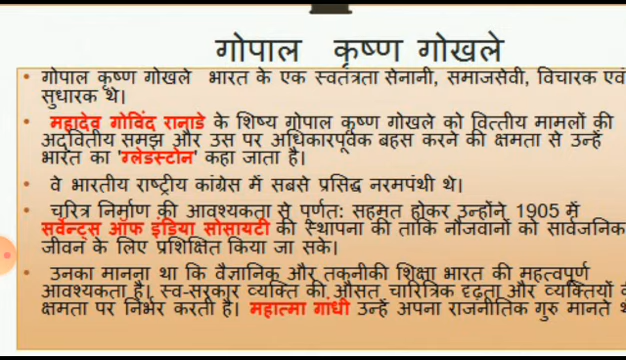 गोपाल कृष्ण गोखले
• गोपाल कृष्ण गोखले भारत के एक स्वतंत्रता सेनानी, समाजसेवी, विचारक एवं
सुधारक थे।
• महादेव गोविंद रानाडे के शिष्य गोपाल कृष्ण गोखले को वित्तीय मामलों की
अद्वितीय समझ और उस पर अधिकारपूर्वक बहस करने की क्षमता से उन्हें
भारत का 'ग्लेडस्टोन' कहा जाता है।
• वे भारतीय राष्ट्रीय कांग्रेस में सबसे प्रसिद्ध नरमपंथी थे।
• चरित्र निर्माण की आवश्यकता से पूर्णत: सहमत होकर उन्होंने 1905 में
सर्वेन्ट्स ऑफ इंडिया सोसायटी की स्थापना की ताकि नौजवानों को सार्वजनिक
जीवन के लिए प्रशिक्षित किया जा सके।
• उनका मानना था कि वैज्ञानिक और तकनीकी शिक्षा भारत की महत्वपूर्ण
आवश्यकता है। स्व-सरकार व्यक्ति की औसत चारित्रिक दृढ़ता और व्यक्तियों
क्षमता पर निर्भर करती है। महात्मा गांधी उन्हें अपना राजनीतिक गुरु मानते